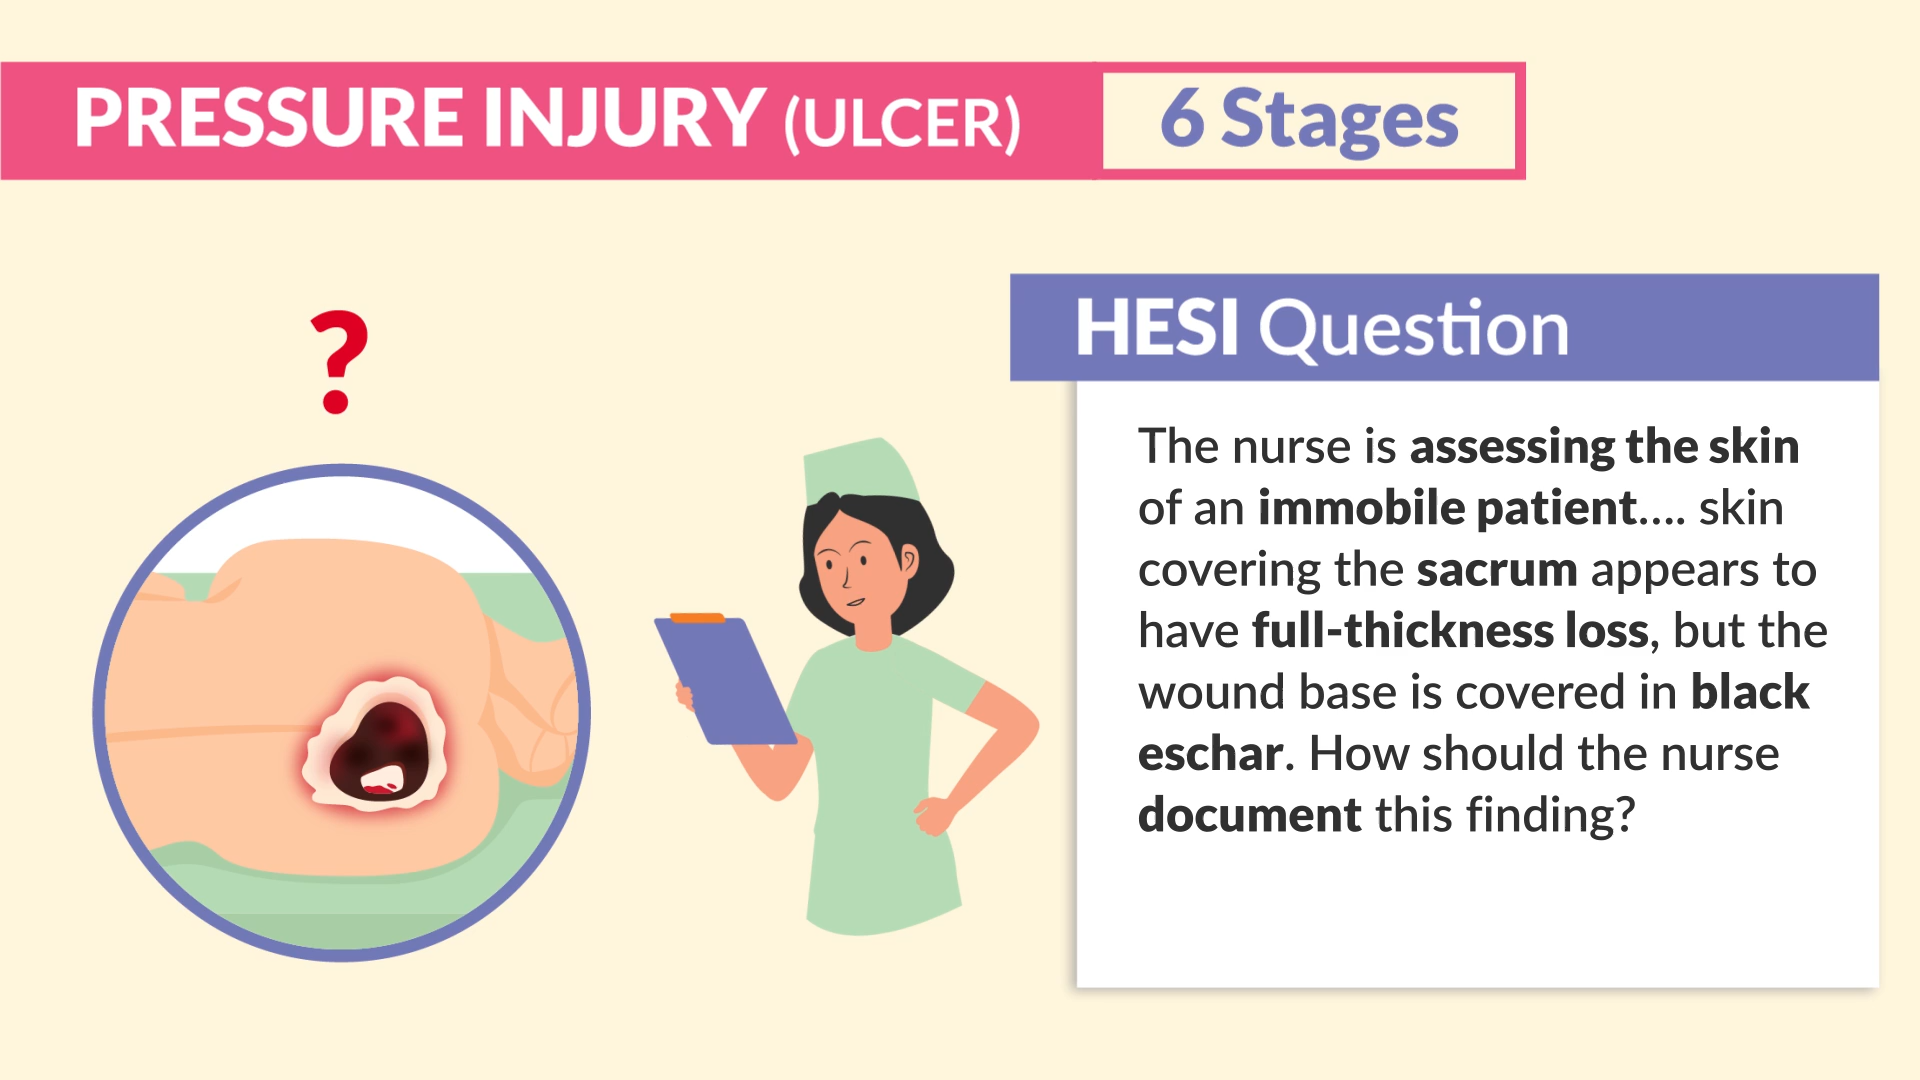 PRESSURE INJURY (ULCER)
6 Stages
?
HESI Question
The nurse is assessing the skin
of an immobile patient.... skin
covering the sacrum appears to
have full-thickness loss, but the
wound base is covered in black
eschar. How should the nurse
document this finding?